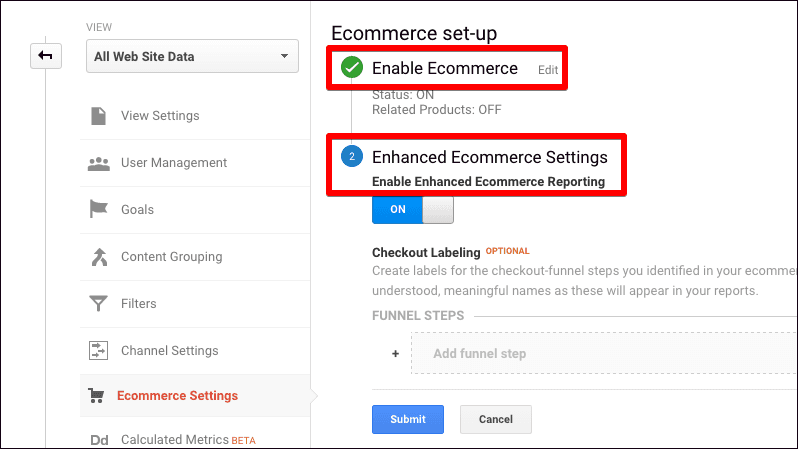 VIEW
All Web Site Data
View Settings
User Management
Goals
Content Grouping
Filters
Channel Settings
Ecommerce Settings
Dd Calculated Metrics BETA
Ecommerce set-up
Enable Ecommerce Edit
Status: ON
Related Products: OFF
2 Enhanced Ecommerce Settings
Enable Enhanced Ecommerce Reporting
ON
Checkout Labeling OPTIONAL
Create labels for the checkout-funnel steps you identified in your ecomme
understood, meaningful names as these will appear in your reports.
FUNNEL STEPS
+ Add funnel step
Submit Cancel